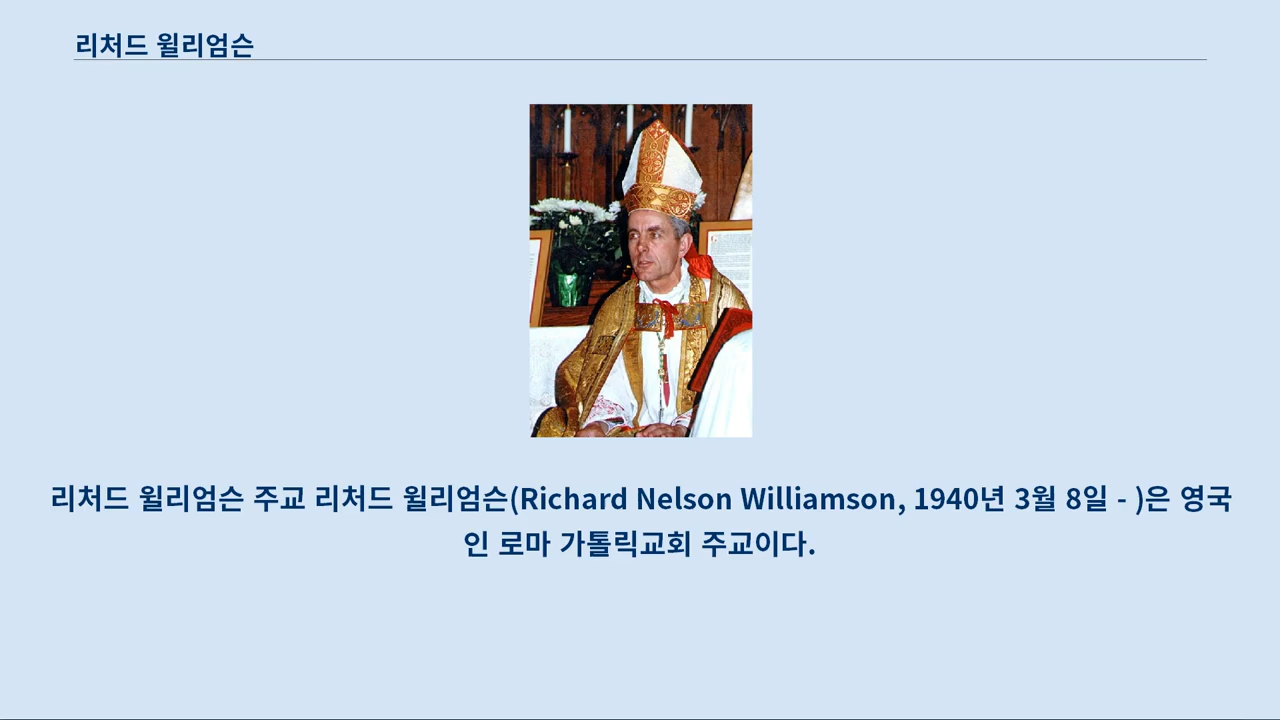 리처드 윌리엄슨
리처드 윌리엄슨 주교 리처드 윌리엄슨(Richard Nelson Williamson, 1940년 3월 8일 - )은 영국
인 로마 가톨릭교회 주교이다.